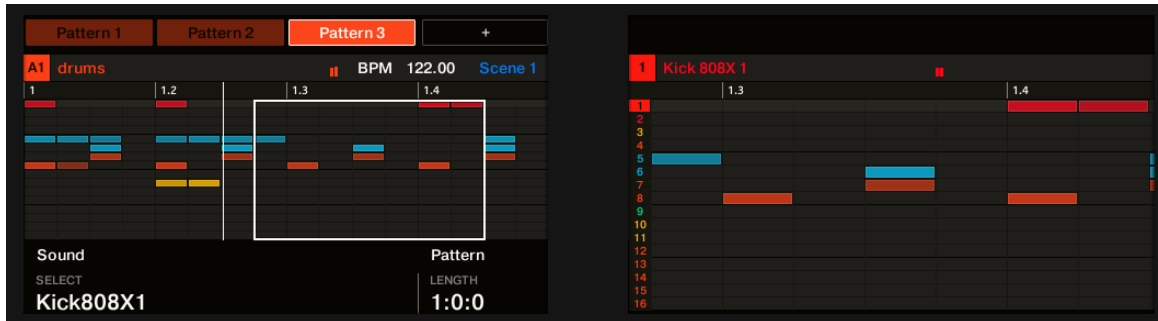 Pattern 1 Pattern 2 Pattern 3 +
A1 drums BPM 122.00 Scene 1
1 1.2 1.3 1.4
Sound Pattern
SELECT LENGTH
Kick808X1 1:0:0
1 Kick 808X 1
1.3 1.4
1
2
3
4
5
6
7
8
9
10
11
12
13
14
15
16